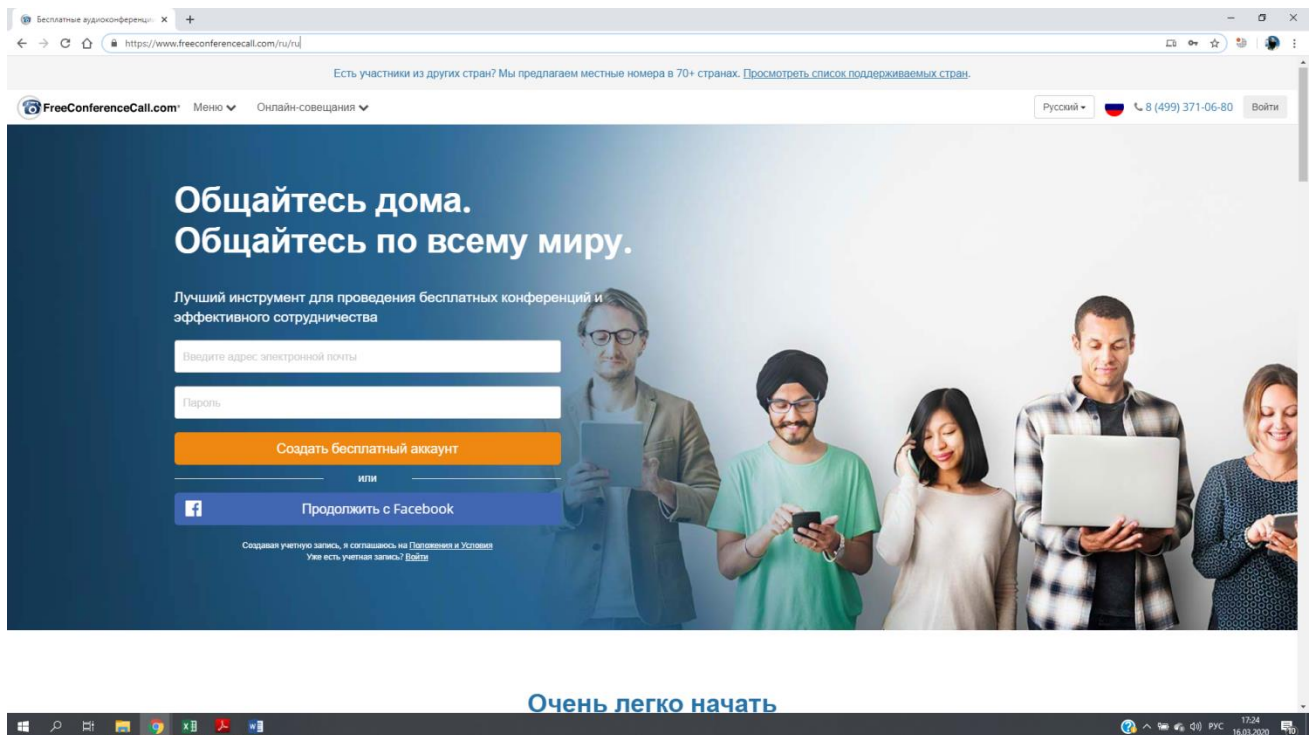 Бесплатные аудиоконференци
https://www.freeconferencecall.com/ru/ru
Есть участники из других стран? Мы предлагаем местные номера в 70+ странах. Просмотреть список поддерживаемых стран.
FreeConferenceCall.com Меню Онлайн-совещания Русский 8 (499) 371-06-80 Войти
Общайтесь дома.
Общайтесь по всему миру.
Лучший инструмент для проведения бесплатных конференций и
эффективного сотрудничества
Введите адрес электронной почты
Пароль
Создать бесплатный аккаунт
или
Продолжить с Facebook
Создавая учетную запись, я соглашаюсь на Положения и Условия
Уже есть учетная запись? Войти
Очень легко начать
РУС 17:24
16.03.2020